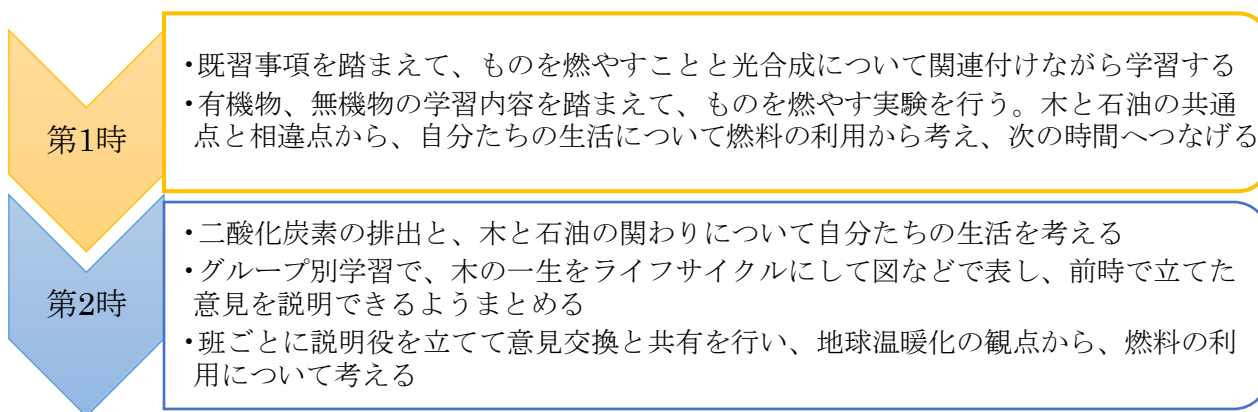 第1時
・既習事項を踏まえて、ものを燃やすことと光合成について関連付けながら学習する
・有機物、無機物の学習内容を踏まえて、ものを燃やす実験を行う。木と石油の共通
点と相違点から、自分たちの生活について燃料の利用から考え、次の時間へつなげる
第2時
・二酸化炭素の排出と、木と石油の関わりについて自分たちの生活を考える
・グループ別学習で、木の一生をライフサイクルにして図などで表し、前時で立てた
意見を説明できるようまとめる
・班ごとに説明役を立てて意見交換と共有を行い、地球温暖化の観点から、燃料の利
用について考える